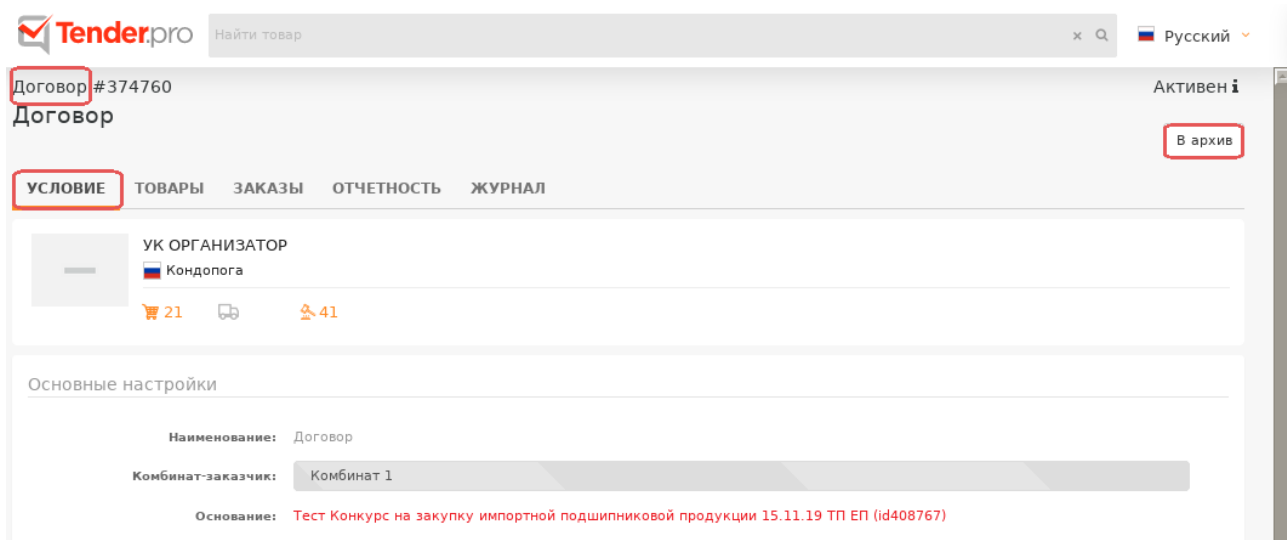 Tender.pro
Найти товар
Русский
Договор #374760
Активен
Договор
В архив
УСЛОВИЕ ТОВАРЫ ЗАКАЗЫ ОТЧЕТНОСТЬ ЖУРНАЛ
УК ОРГАНИЗАТОР
Кондопога
21 41
Основные настройки
Наименование: Договор
Комбинат-заказчик: Комбинат 1
Основание: Тест Конкурс на закупку импортной подшипниковой продукции 15.11.19 ТП ЕП (id408767)